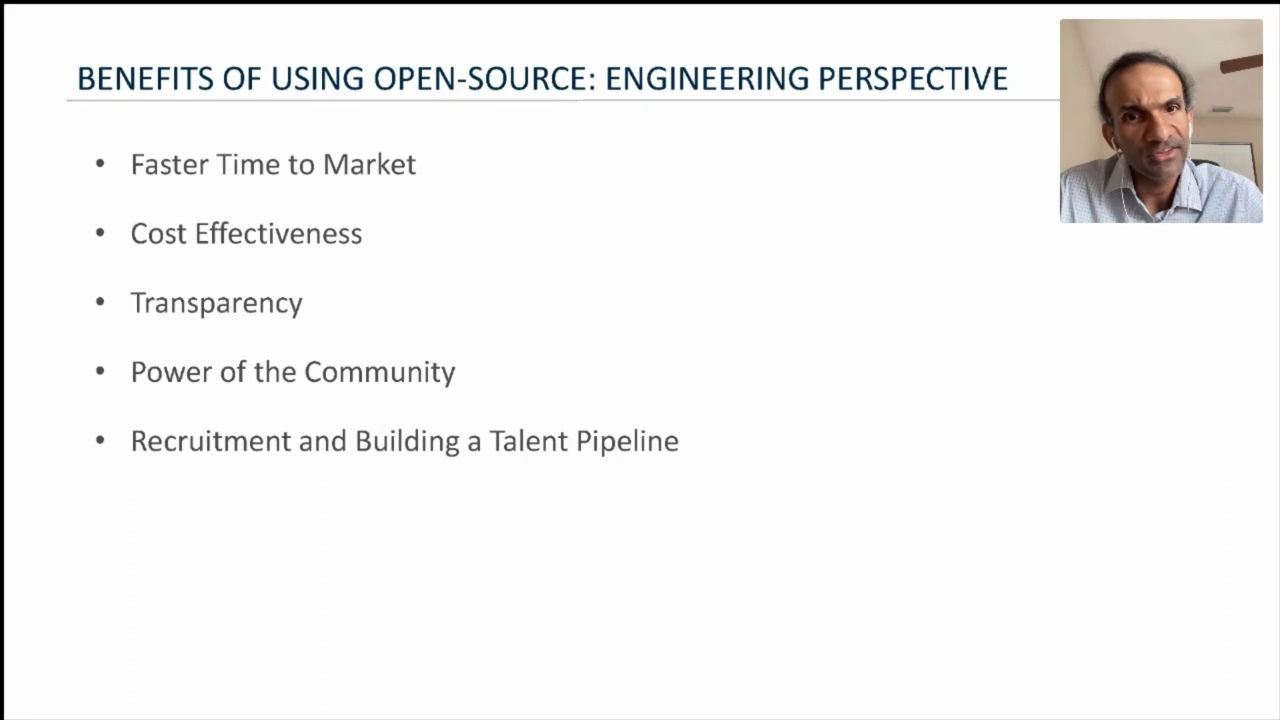 BENEFITS OF USING OPEN-SOURCE: ENGINEERING PERSPECTIVE
• Faster Time to Market
• Cost Effectiveness
• Transparency
• Power of the Community
• Recruitment and Building a Talent Pipeline